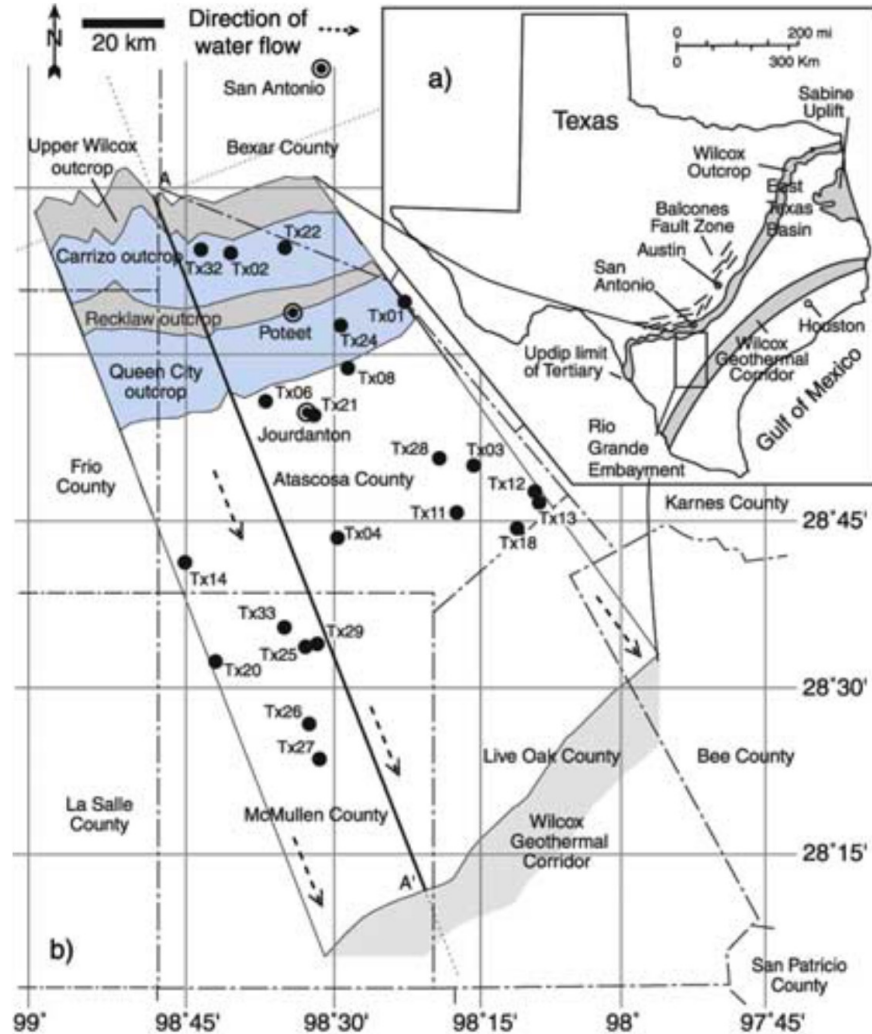 N
20 km
Direction of
water flow
San Antonio
Bexar County
Upper Wilcox
outcrop
A
Carrizo outcrop
Tx32
Tx02
Tx22
Recklaw outcrop
Poteet
Tx01
Tx24
Queen City
outcrop
Tx08
Tx06
Tx21
Jourdanton
Frio
County
Atascosa County
Tx28
Tx03
Tx12
Tx11
Tx13
Tx18
Tx04
Tx14
Karnes County
28°45'
Tx33
Tx29
Tx25
Tx20
28°30'
Tx26
Tx27
Live Oak County
Bee County
La Salle
County
McMullen County
Wilcox
Geothermal
Corridor
28°15'
A'
b)
San Patricio
County
99°
98°45'
98°30'
98°15'
98°
97°45'
a)
0
200 mi
0
300 Km
Texas
Sabine
Uplift
Wilcox
Outcrop
East
Texas
Basin
Balcones
Fault Zone
Austin
San
Antonio
Houston
Updip limit
of Tertiary
Wilcox
Geothermal
Corridor
Rio
Grande
Embayment
Gulf of Mexico